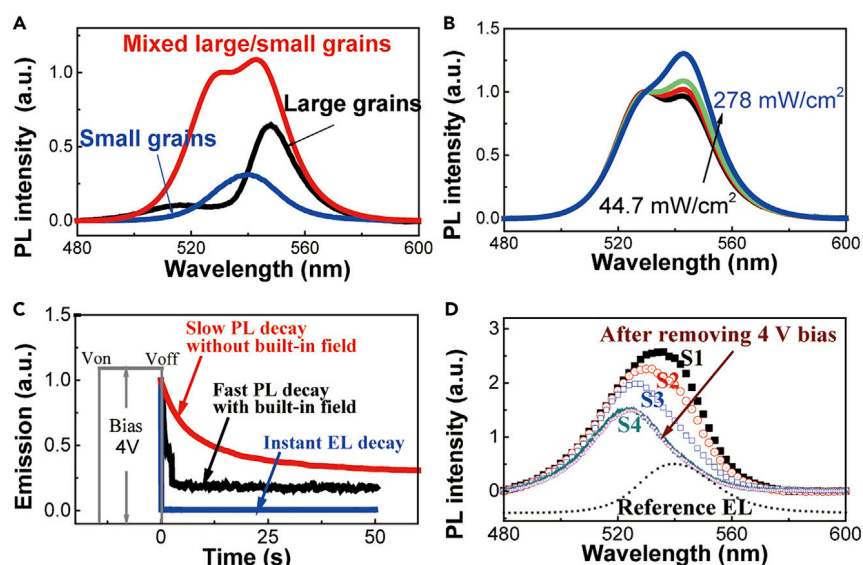 A
Mixed large/small grains
Large grains
Small grains
PL intensity (a.u.)
1.0
0.5
0.0
480 520 560 600
Wavelength (nm)
B
278 mW/cm²
44.7 mW/cm²
PL intensity (a.u.)
1.5
1.0
0.5
0.0
480 520 560 600
Wavelength (nm)
C
Slow PL decay
without built-in field
Von Voff
Fast PL decay
with built-in field
Bias
4V
Instant EL decay
Emission (a.u.)
1.5
1.0
0.5
0.0
0 25 50
Time (s)
D
After removing 4 V bias
S1
S2
S3
S4
Reference EL
PL intensity (a.u.)
3
2
1
0
480 520 560 600
Wavelength (nm)